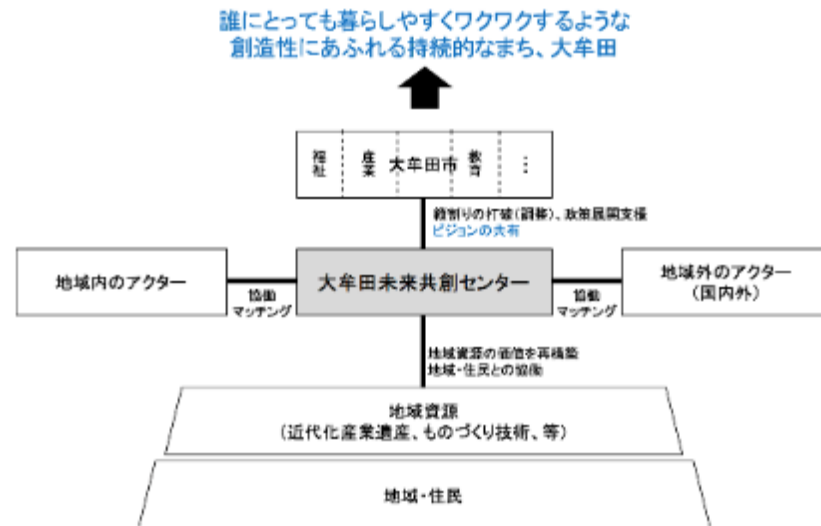 誰にとっても暮らしやすくワクワクするような
創造性にあふれる持続的なまち、大牟田
福祉
産業
大牟田市
教育
⋮
縦割りの打破(調整)、政策展開支援
ビジョンの共有
地域内のアクター
協働
マッチング
大牟田未来共創センター
協働
マッチング
地域外のアクター
(国内外)
地域資源の価値を再構築
地域・住民との協働
地域資源
(近代化産業遺産、ものづくり技術、等)
地域・住民